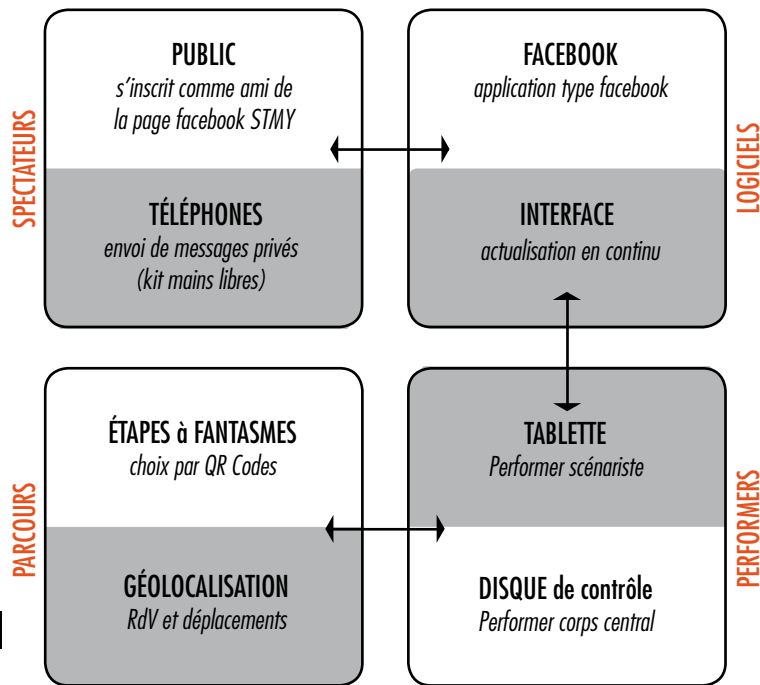 SPECTATEURS
PUBLIC
s'inscrit comme ami de
la page facebook STMY
TÉLÉPHONES
envoi de messages privés
(kit mains libres)
FACEBOOK
application type facebook
INTERFACE
actualisation en continu
LOGICIELS
PARCOURS
ÉTAPES à FANTASMES
choix par QR Codes
GÉOLOCALISATION
RdV et déplacements
TABLETTE
Performer scénariste
DISQUE de contrôle
Performer corps central
PERFORMERS